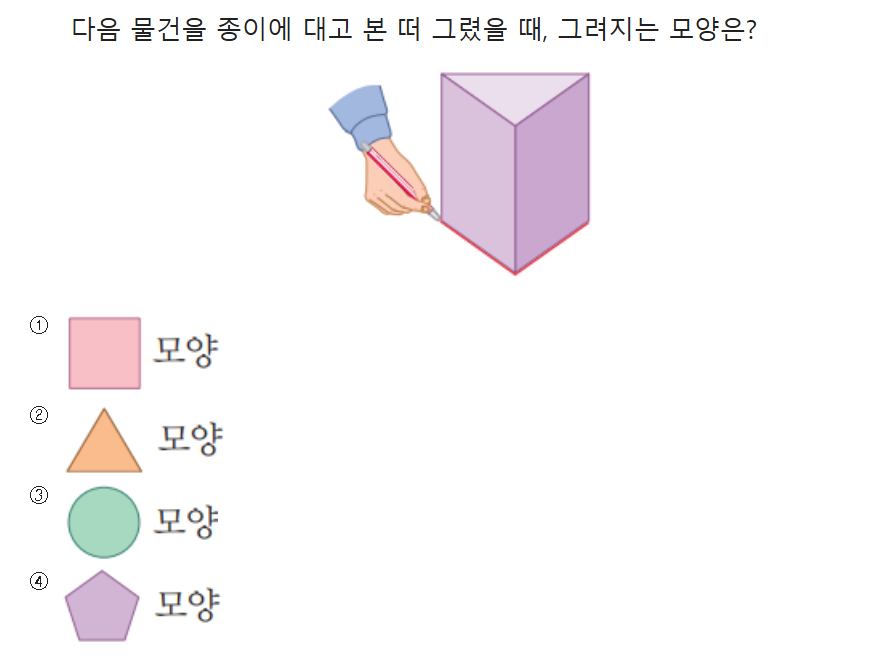 다음 물건을 종이에 대고 본 떠 그렸을 때, 그려지는 모양은?
① 모양
② 모양
③ 모양
④ 모양